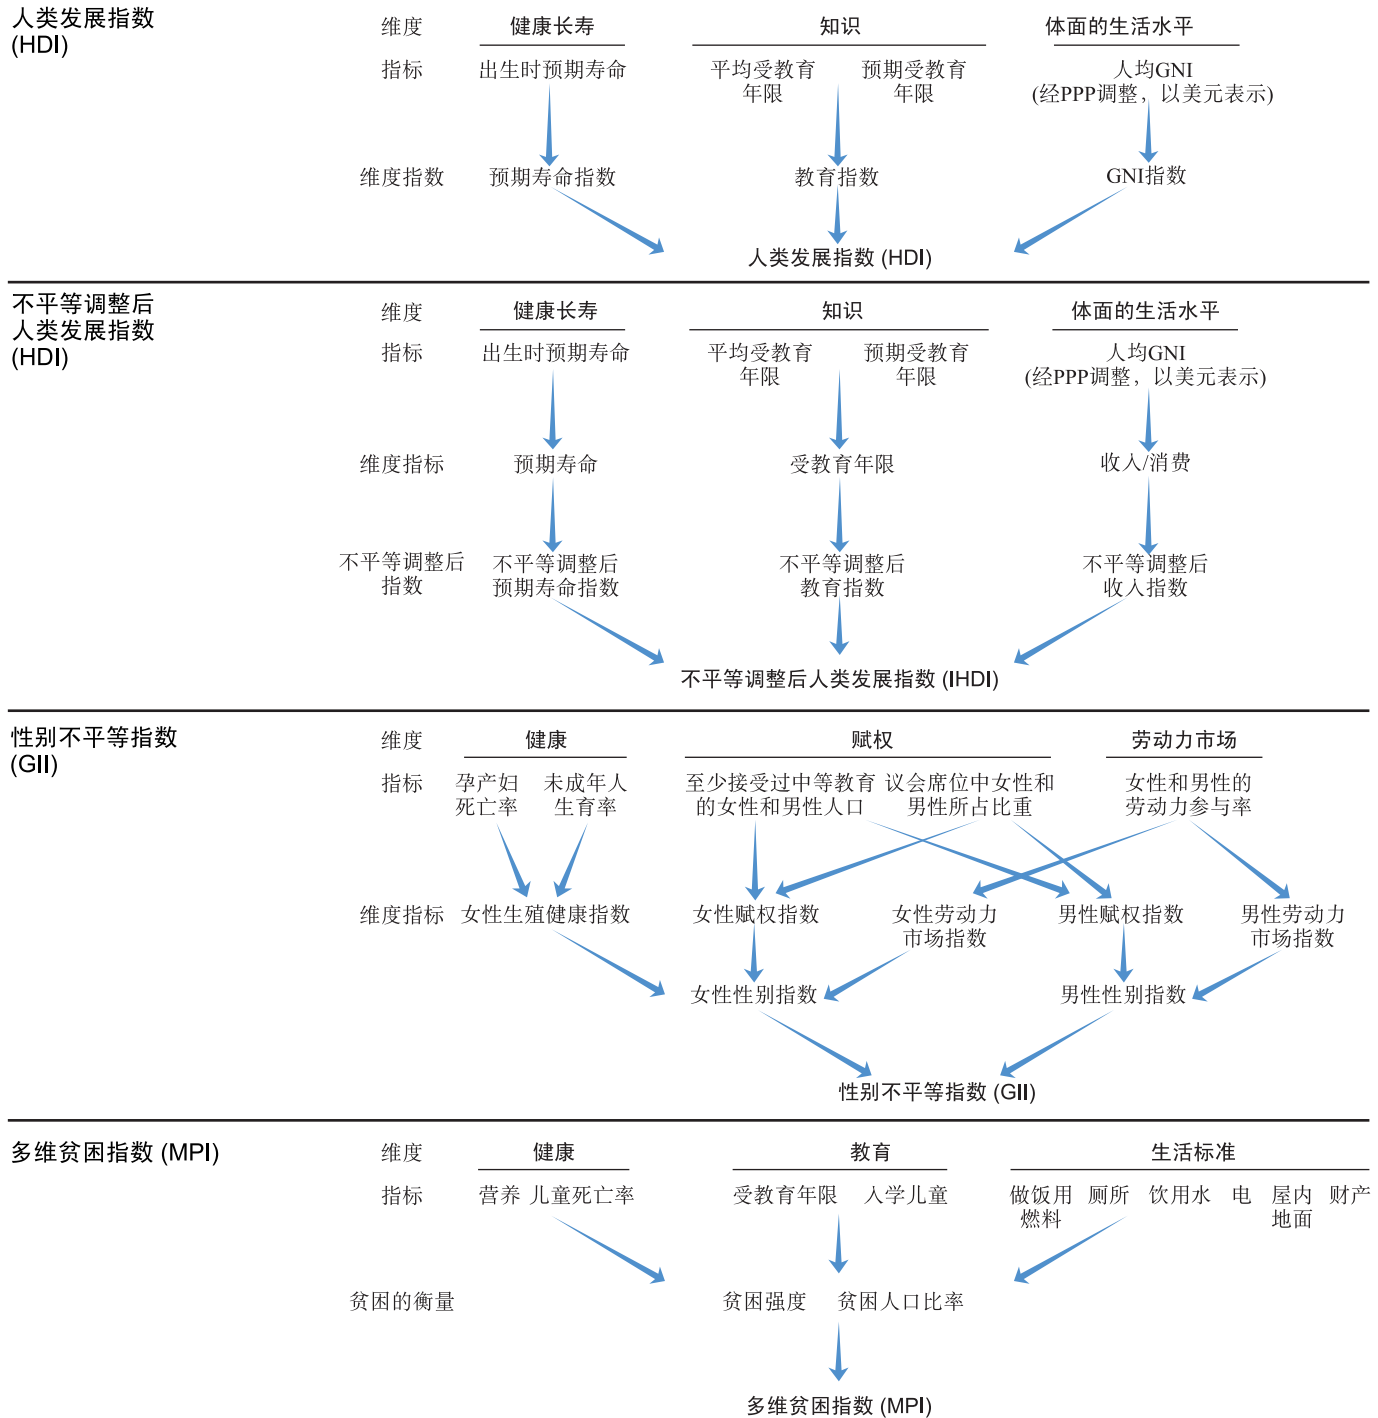 人类发展指数
(HDI)
维度
健康长寿
知识
体面的生活水平
指标
出生时预期寿命
平均受教育
年限
预期受教育
年限
人均GNI
(经PPP调整，以美元表示)
维度指数
预期寿命指数
教育指数
GNI指数
人类发展指数 (HDI)
不平等调整后
人类发展指数
(HDI)
维度
健康长寿
知识
体面的生活水平
指标
出生时预期寿命
平均受教育
年限
预期受教育
年限
人均GNI
(经PPP调整，以美元表示)
维度指标
预期寿命
受教育年限
收入/消费
不平等调整后
指数
不平等调整后
预期寿命指数
不平等调整后
教育指数
不平等调整后
收入指数
不平等调整后人类发展指数 (IHDI)
性别不平等指数
(GII)
维度
健康
赋权
劳动力市场
指标
孕产妇
死亡率
未成年人
生育率
至少接受过中等教育
的女性和男性人口
议会席位中女性和
男性所占比重
女性和男性的
劳动力参与率
维度指标
女性生殖健康指数
女性赋权指数
女性劳动力
市场指数
男性赋权指数
男性劳动力
市场指数
女性性别指数
男性性别指数
性别不平等指数 (GII)
多维贫困指数 (MPI)
维度
健康
教育
生活标准
指标
营养
儿童死亡率
受教育年限
入学儿童
做饭用
燃料
厕所
饮用水
电
屋内
地面
财产
贫困的衡量
贫困强度
贫困人口比率
多维贫困指数 (MPI)